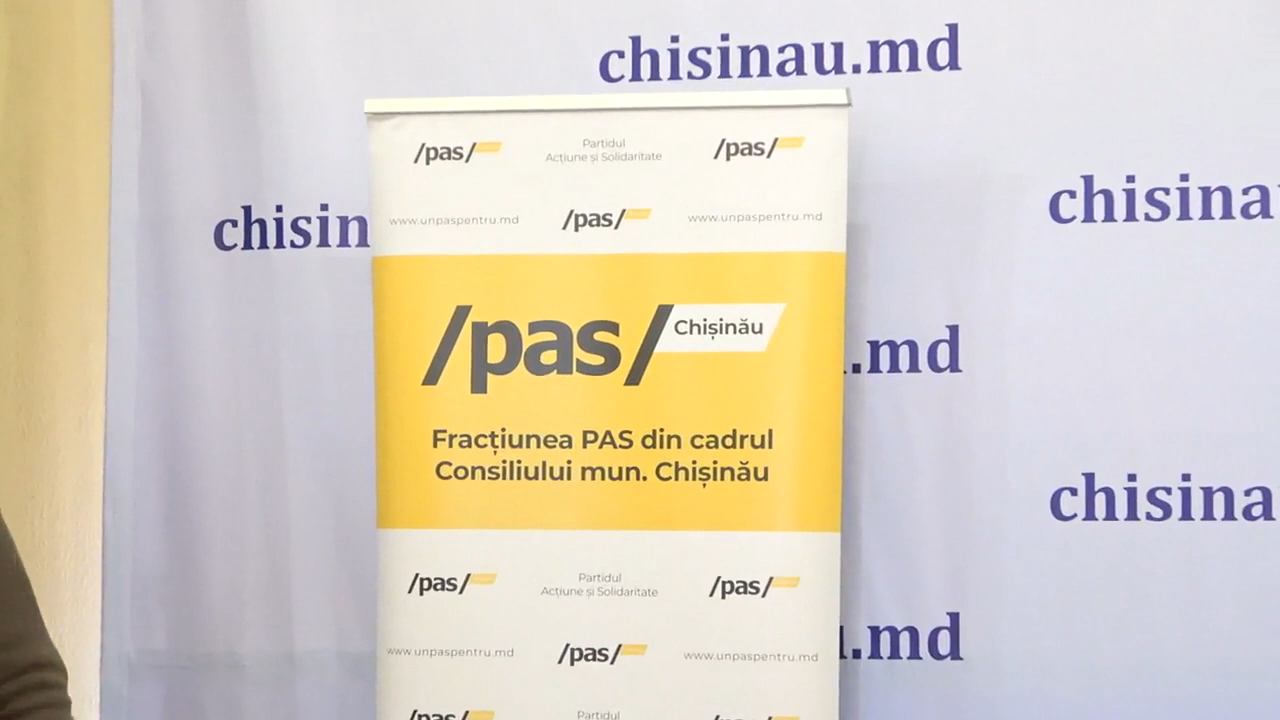 chisinau.md
/pas/
Partidul
Acțiune și Solidaritate
/pas/
chisina
chisin
www.unpaspentru.md
/pas/
www.unpaspentru.md
/pas/
Chișinău
.md
Fracțiunea PAS din cadrul
Consiliului mun. Chișinău
chisina
/pas/
Partidul
Acțiune și Solidaritate
/pas/
www.unpaspentru.md
/pas/
www.unpaspentru.md
.md
/pas/
Partidul